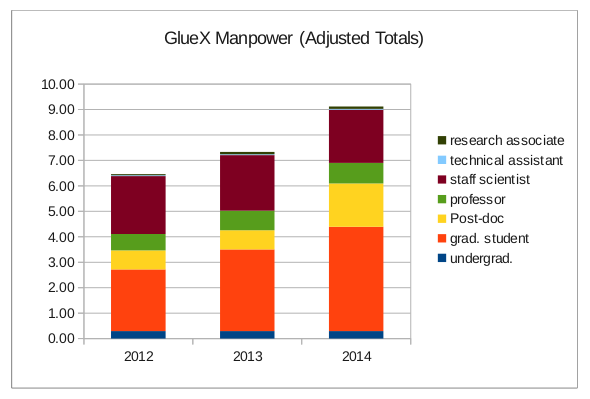 GlueX Manpower (Adjusted Totals)
10.00
9.00
8.00
7.00
6.00
5.00
4.00
3.00
2.00
1.00
0.00
2012
2013
2014
research associate
technical assistant
staff scientist
professor
Post-doc
grad. student
undergrad.